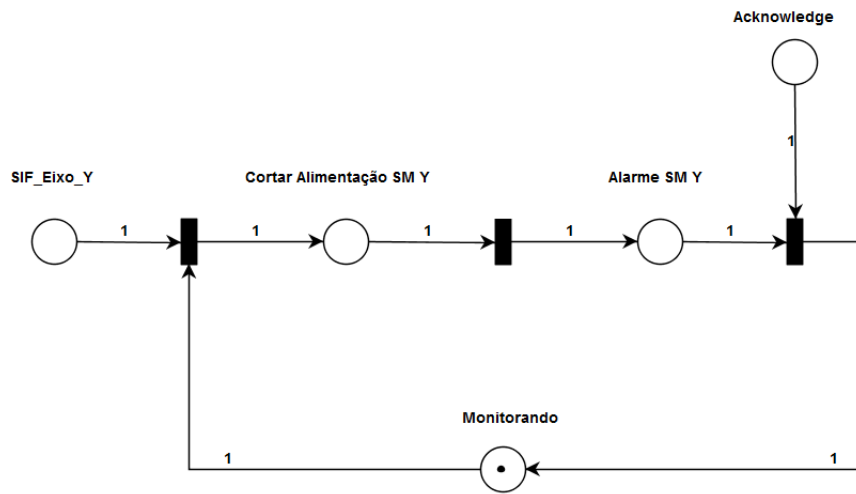 Acknowledge
1
SIF_Eixo_Y
Cortar Alimentação SM Y
Alarme SM Y
1
1
1
1
1
Monitorando
1
1